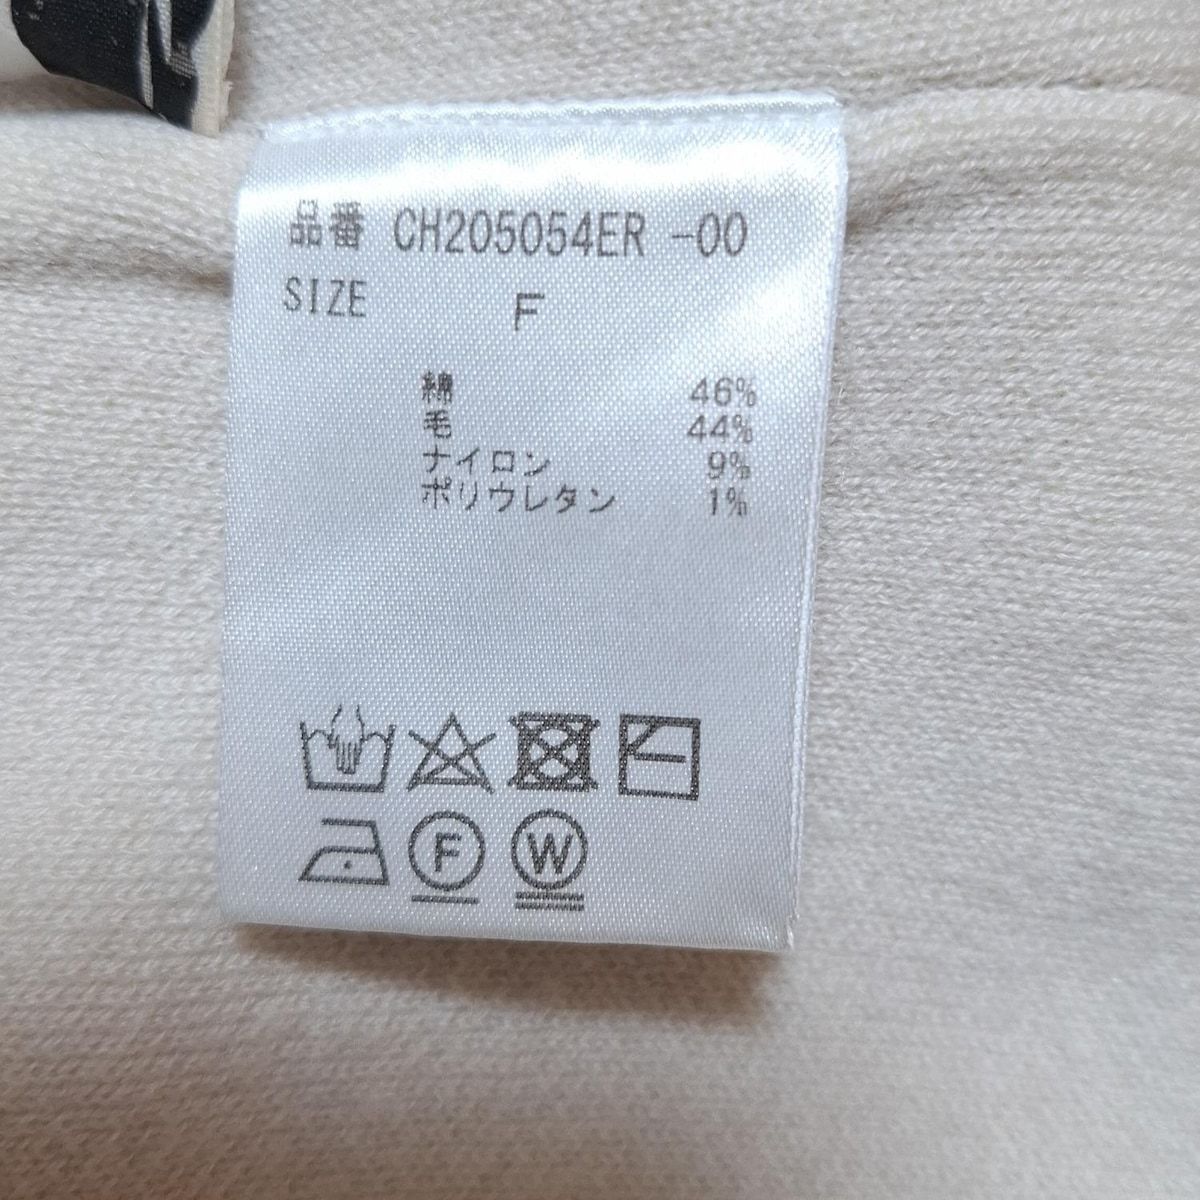 品番 CH205054ER -00
SIZE F
綿 46%
毛 44%
ナイロン 9%
ポリウレタン 1%
F W